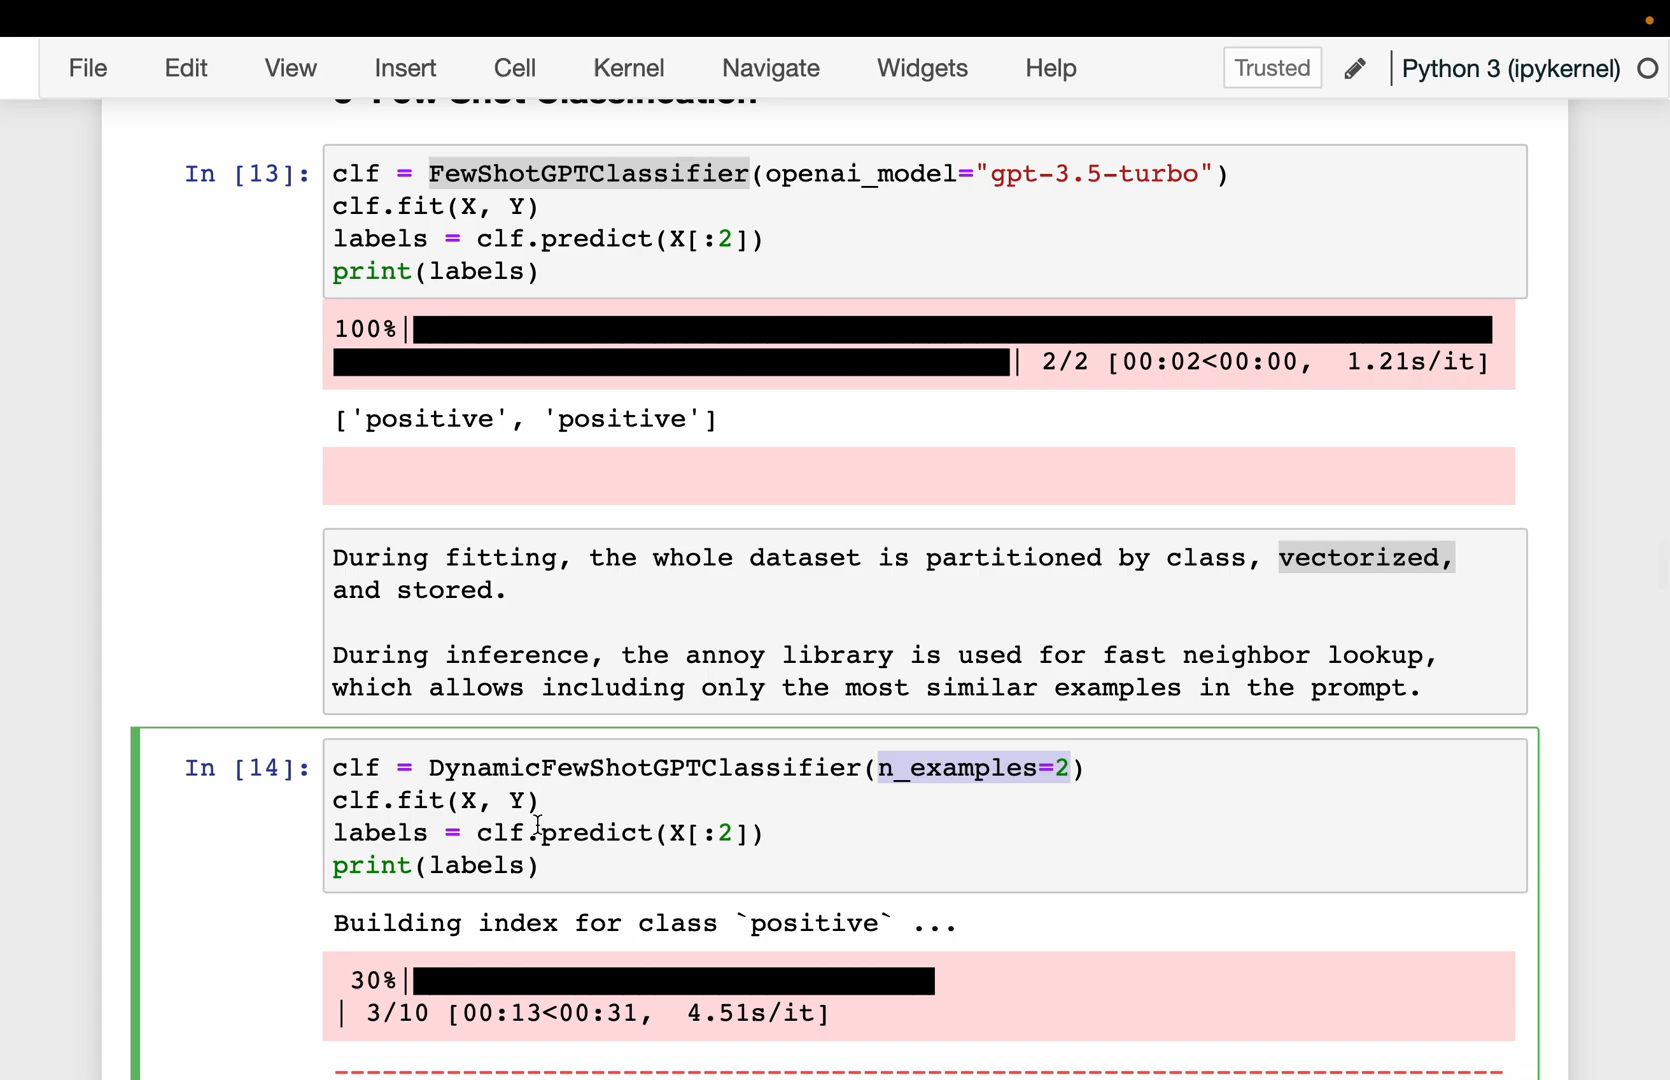 File Edit View Insert Cell Kernel Navigate Widgets Help Trusted Python 3 (ipykernel)
In [13]: clf = FewShotGPTClassifier(openai_model="gpt-3.5-turbo")
clf.fit(X, Y)
labels = clf.predict(X[:2])
print(labels)
100%|
| 2/2 [00:02<00:00, 1.21s/it]
['positive', 'positive']
During fitting, the whole dataset is partitioned by class, vectorized,
and stored.
During inference, the annoy library is used for fast neighbor lookup,
which allows including only the most similar examples in the prompt.
In [14]: clf = DynamicFewShotGPTClassifier(n_examples=2)
clf.fit(X, Y)
labels = clf.predict(X[:2])
print(labels)
Building index for class `positive` ...
30%|
| 3/10 [00:13<00:31, 4.51s/it]